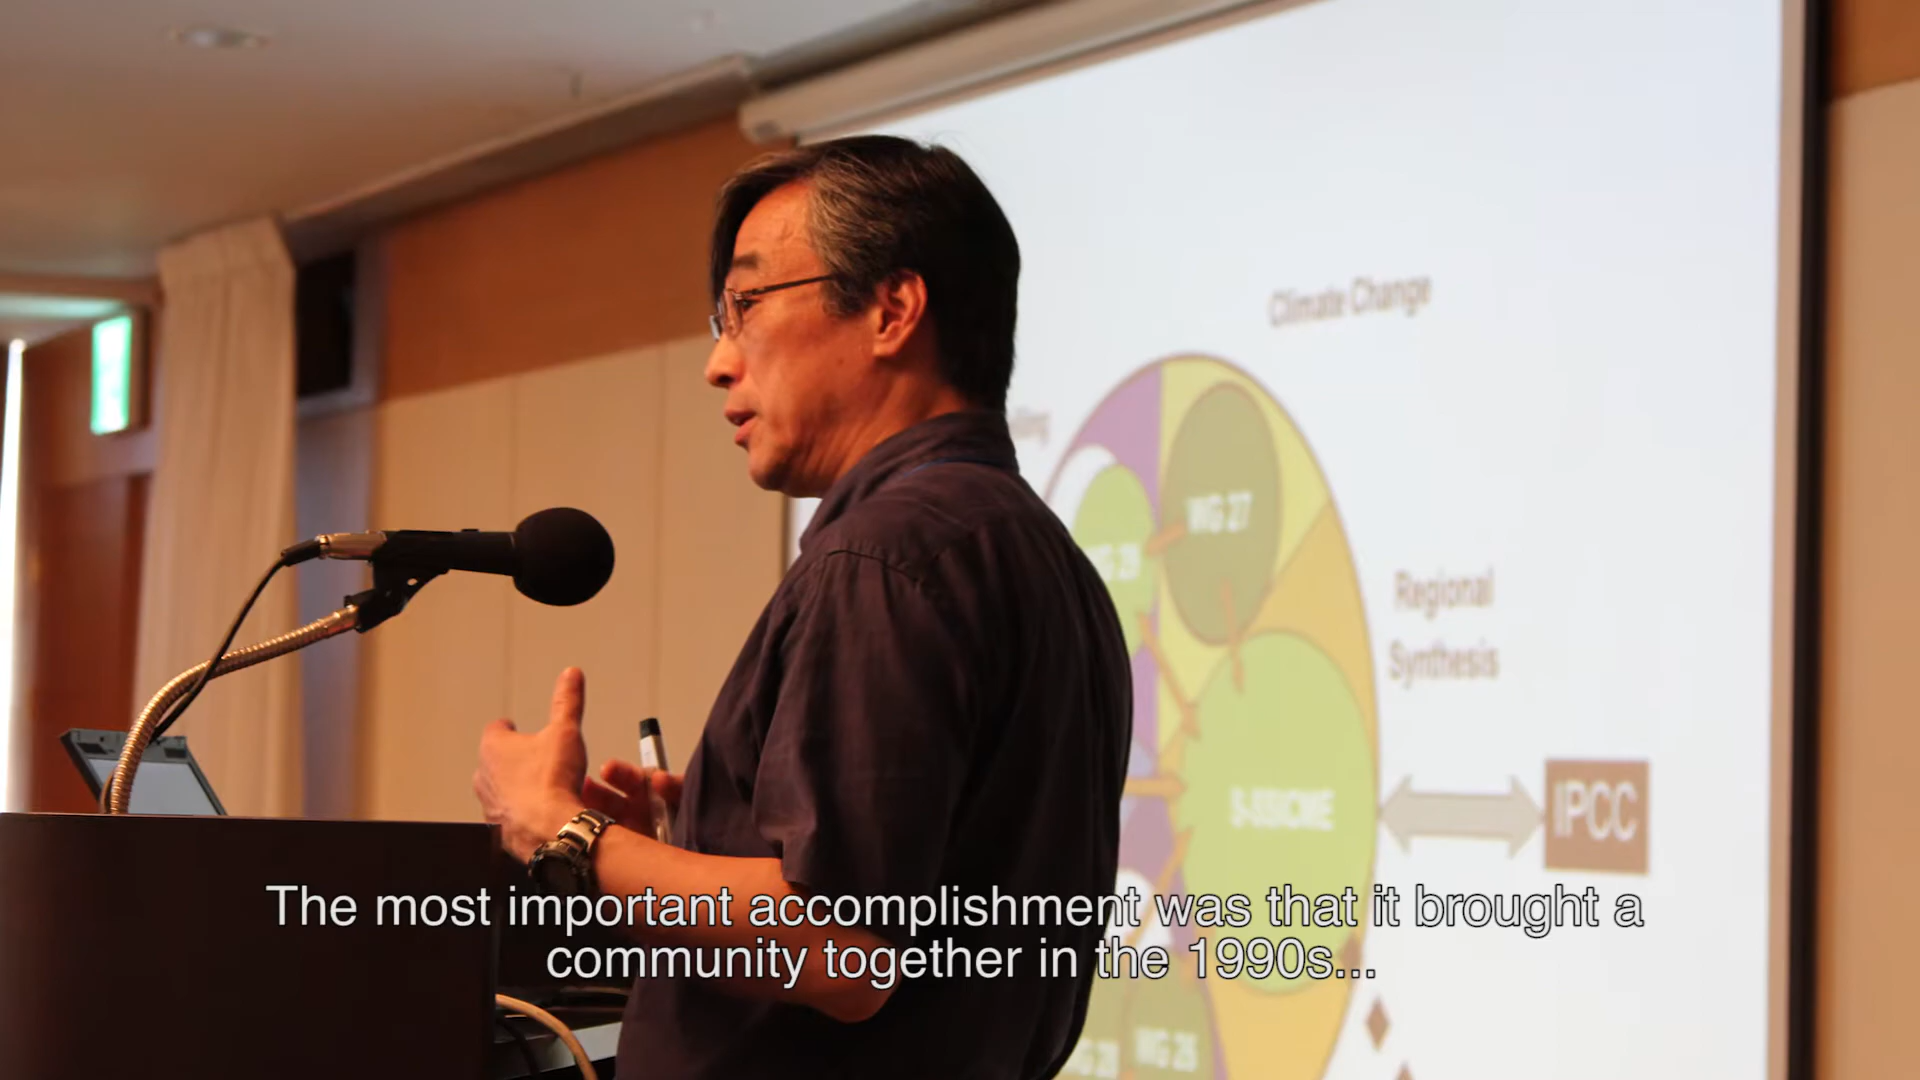 Climate Change
WG 27
Regional
Synthesis
S-SSICME
IPCC
The most important accomplishment was that it brought a
community together in the 1990s...